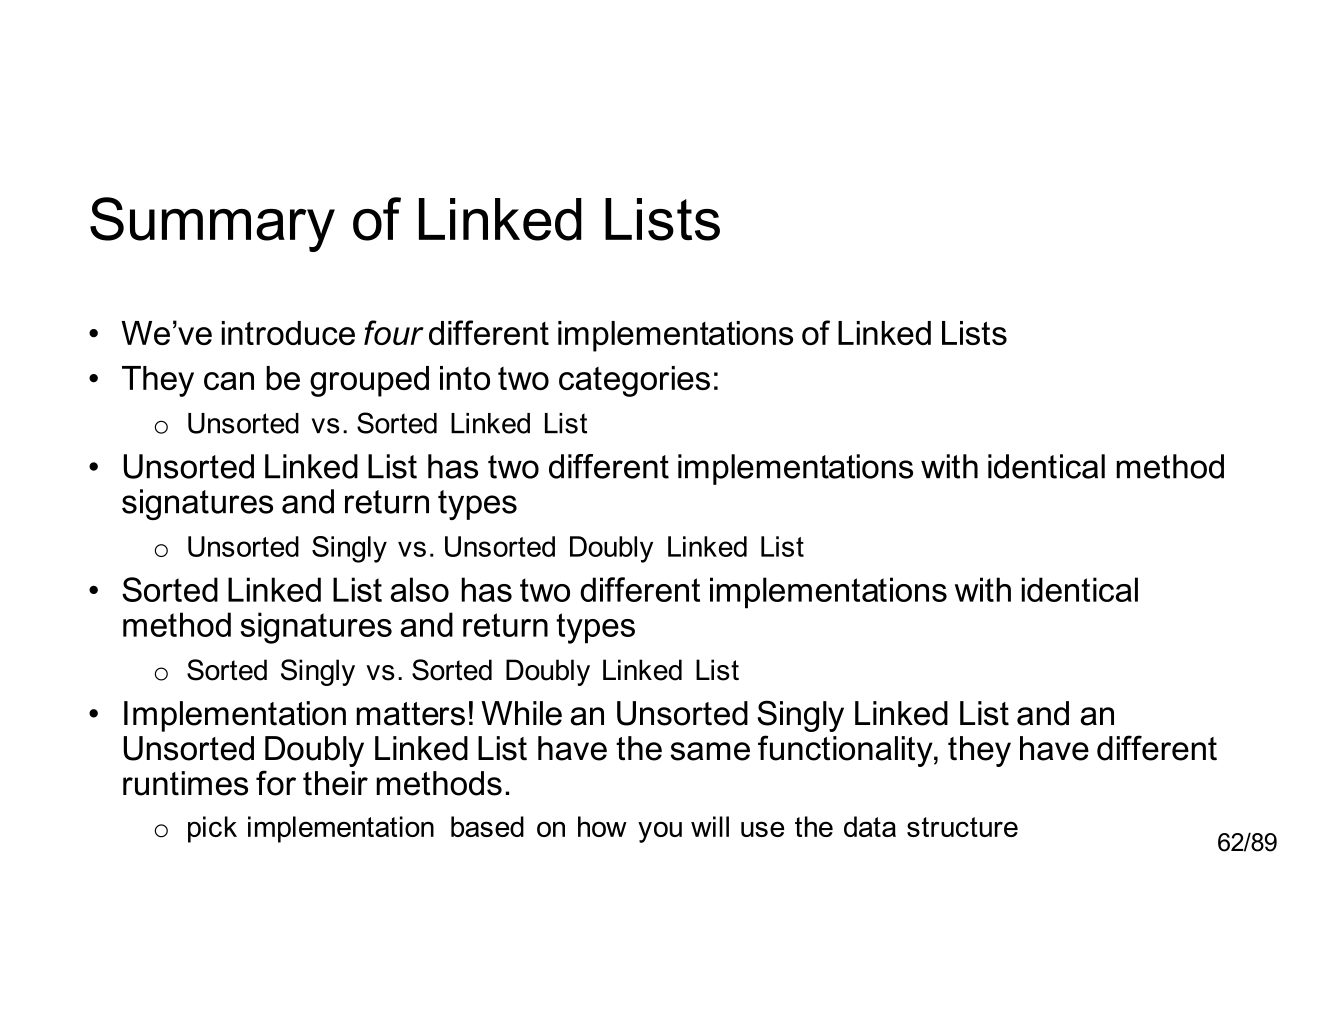 Summary of Linked Lists
• We’ve introduce four different implementations of Linked Lists
• They can be grouped into two categories:
o Unsorted vs. Sorted Linked List
• Unsorted Linked List has two different implementations with identical method
signatures and return types
o Unsorted Singly vs. Unsorted Doubly Linked List
• Sorted Linked List also has two different implementations with identical
method signatures and return types
o Sorted Singly vs. Sorted Doubly Linked List
• Implementation matters! While an Unsorted Singly Linked List and an
Unsorted Doubly Linked List have the same functionality, they have different
runtimes for their methods.
o pick implementation based on how you will use the data structure
62/89